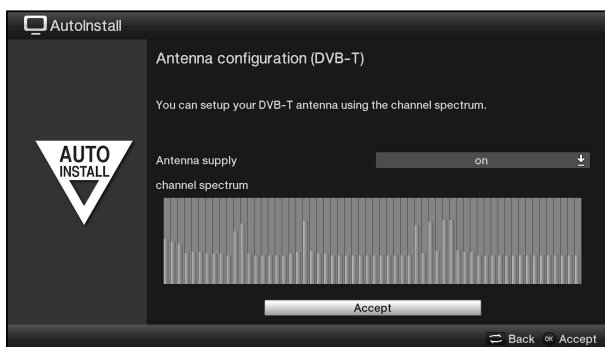 AutoInstall
Antenna configuration (DVB-T)
You can setup your DVB-T antenna using the channel spectrum.
AUTO
INSTALL
Antenna supply on
channel spectrum
Accept
Back OK Accept